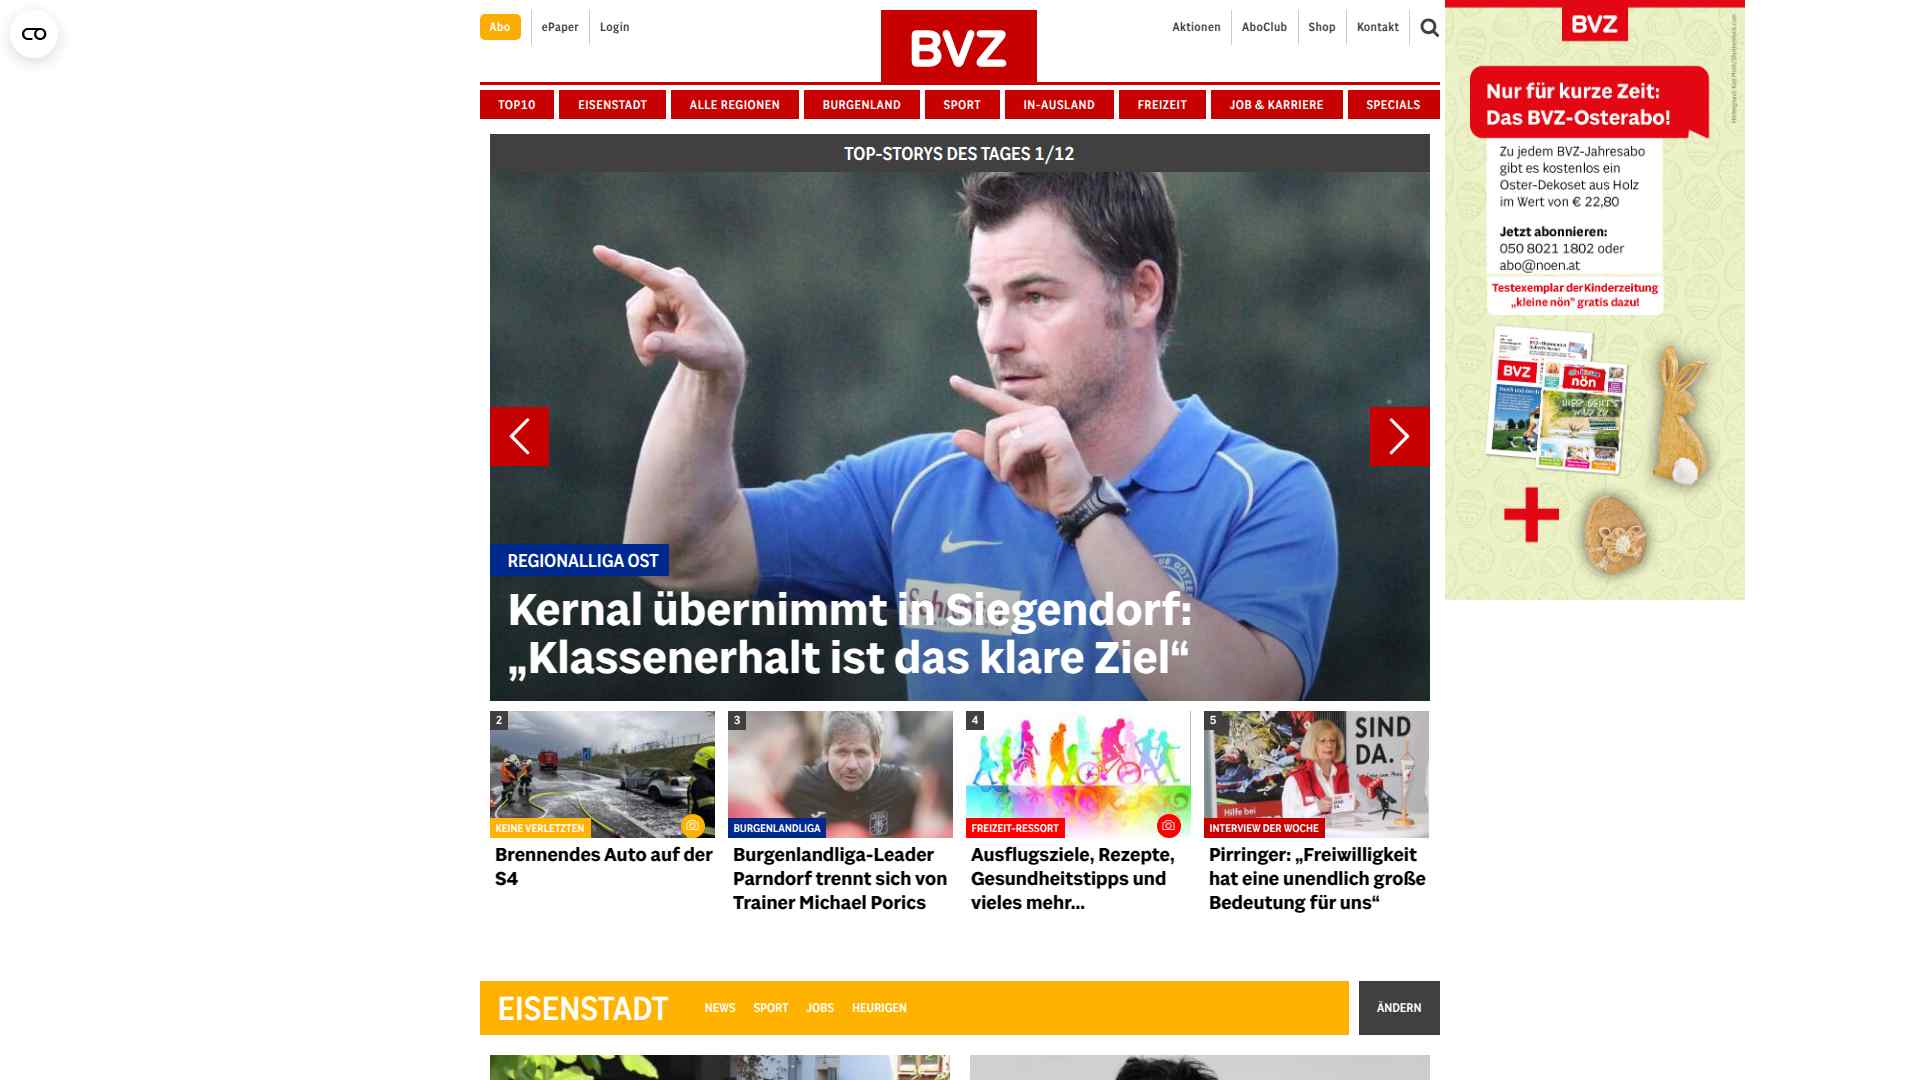 Abo
ePaper
Login
BVZ
Aktionen
AboClub
Shop
Kontakt
TOP10
EISENSTADT
ALLE REGIONEN
BURGENLAND
SPORT
IN-AUSLAND
FREIZEIT
JOB & KARRIERE
SPECIALS
TOP-STORYS DES TAGES 1/12
REGIONALLIGA OST
Kernal übernimmt in Siegendorf:
„Klassenerhalt ist das klare Ziel“
2
KEINE VERLETZTEN
Brennendes Auto auf der
S4
3
BURGENLANDLIGA
Burgenlandliga-Leader
Parndorf trennt sich von
Trainer Michael Porics
4
FREIZEIT-RESSORT
Ausflugsziele, Rezepte,
Gesundheitstipps und
vieles mehr...
5
SIND
DA.
Hilfe bei
INTERVIEW DER WOCHE
Pirringer: „Freiwilligkeit
hat eine unendlich große
Bedeutung für uns“
EISENSTADT
NEWS
SPORT
JOBS
HEURIGEN
ÄNDERN
BVZ
Nur für kurze Zeit:
Das BVZ-Osterabo!
Zu jedem BVZ-Jahresabo
gibt es kostenlos ein
Oster-Dekoset aus Holz
im Wert von € 22,80
Jetzt abonnieren:
050 8021 1802 oder
abo@noen.at
Testexemplar der Kinderzeitung
„kleine nön“ gratis dazu!
BVZ
nön